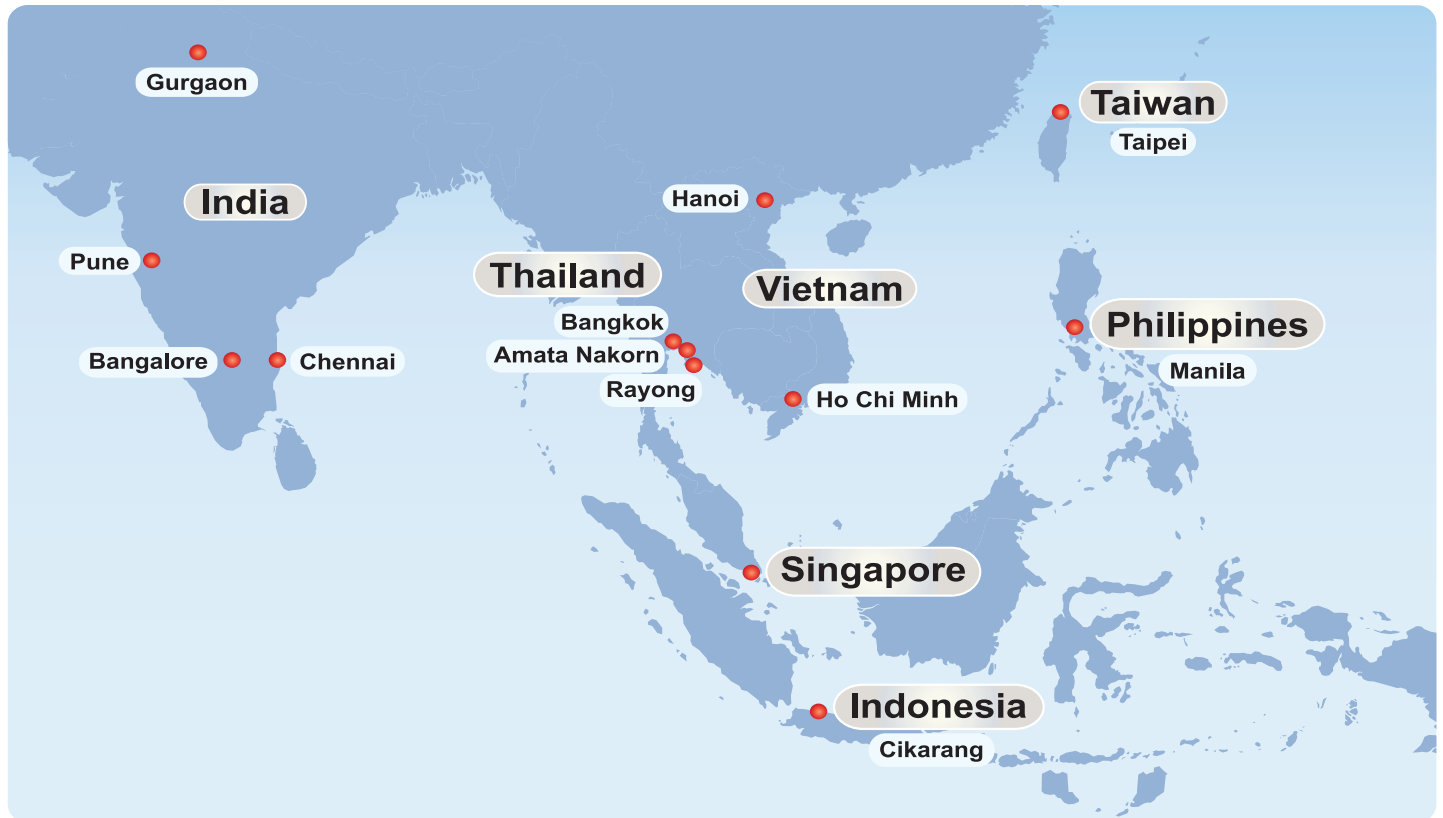 Gurgaon
Taiwan
Taipei
India
Hanoi
Pune
Thailand
Vietnam
Bangkok
Amata Nakorn
Rayong
Bangalore
Chennai
Ho Chi Minh
Philippines
Manila
Singapore
Indonesia
Cikarang